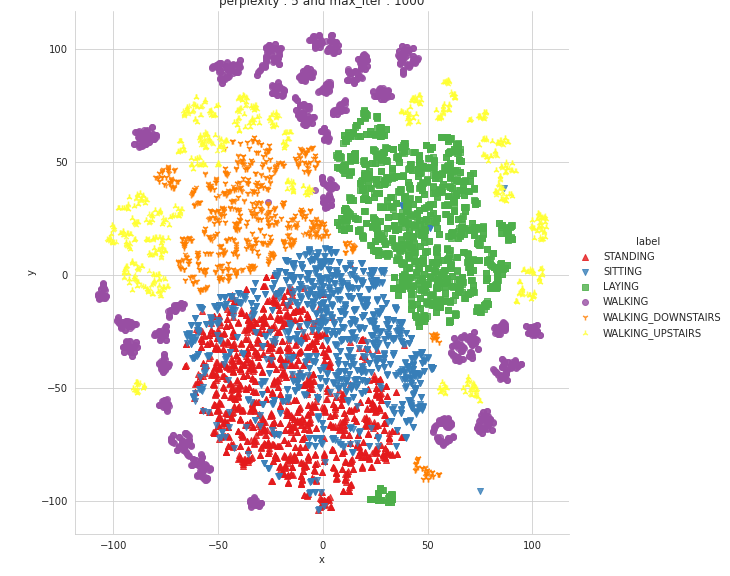 perplexity : 5 and max_iter : 1000
100
50
0
−50
−100
y
−100
−50
0
50
100
x
label
STANDING
SITTING
LAYING
WALKING
WALKING_DOWNSTAIRS
WALKING_UPSTAIRS